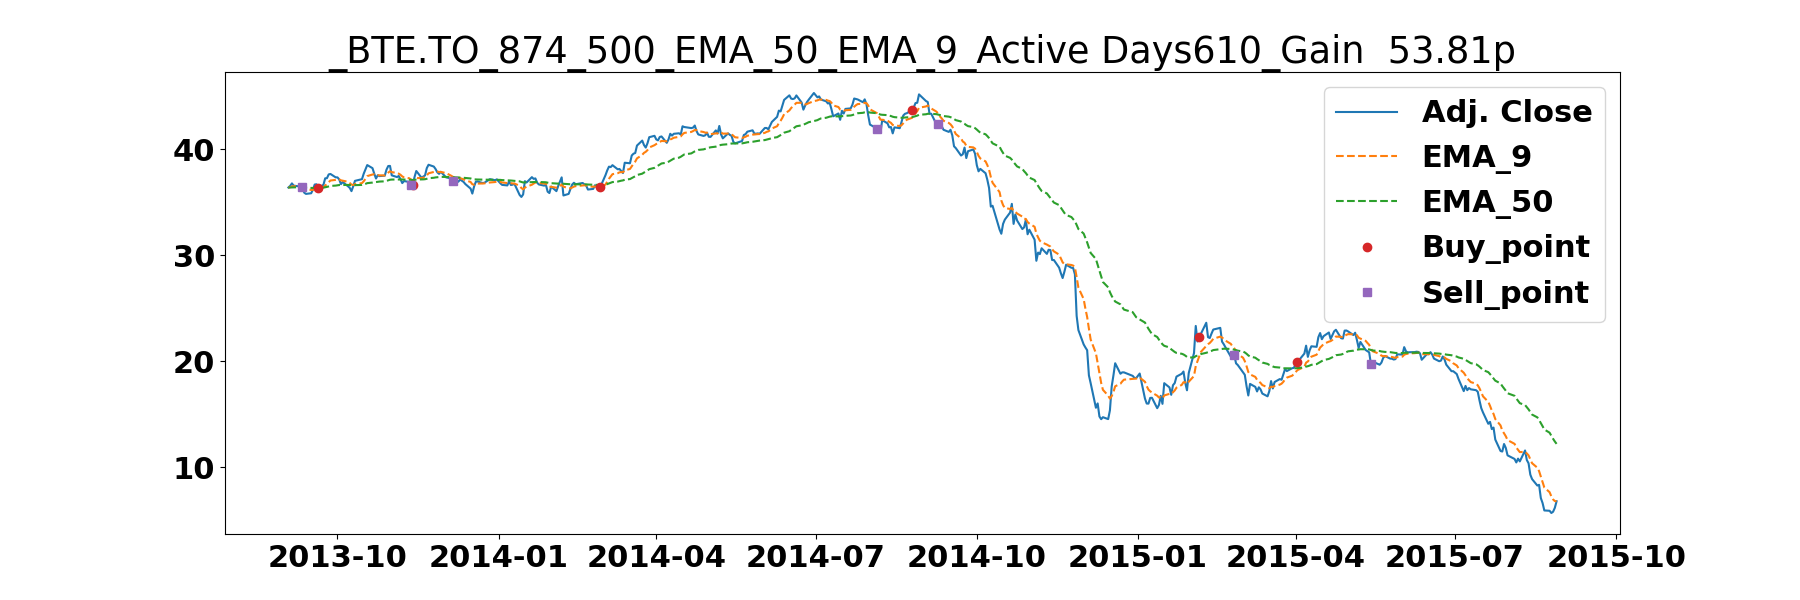 _BTE.TO_874_500_EMA_50_EMA_9_Active Days610_Gain  53.81p
Adj. Close
EMA_9
EMA_50
Buy_point
Sell_point
40
30
20
10
2013-10 2014-01 2014-04 2014-07 2014-10 2015-01 2015-04 2015-07 2015-10